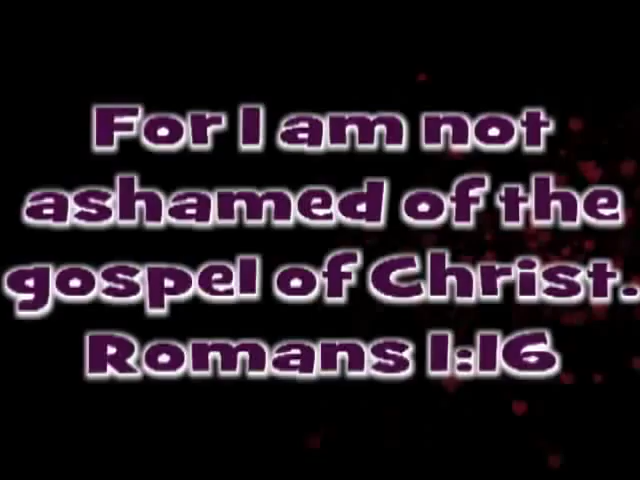 For I am not
ashamed of the
gospel of Christ.
Romans 1:16